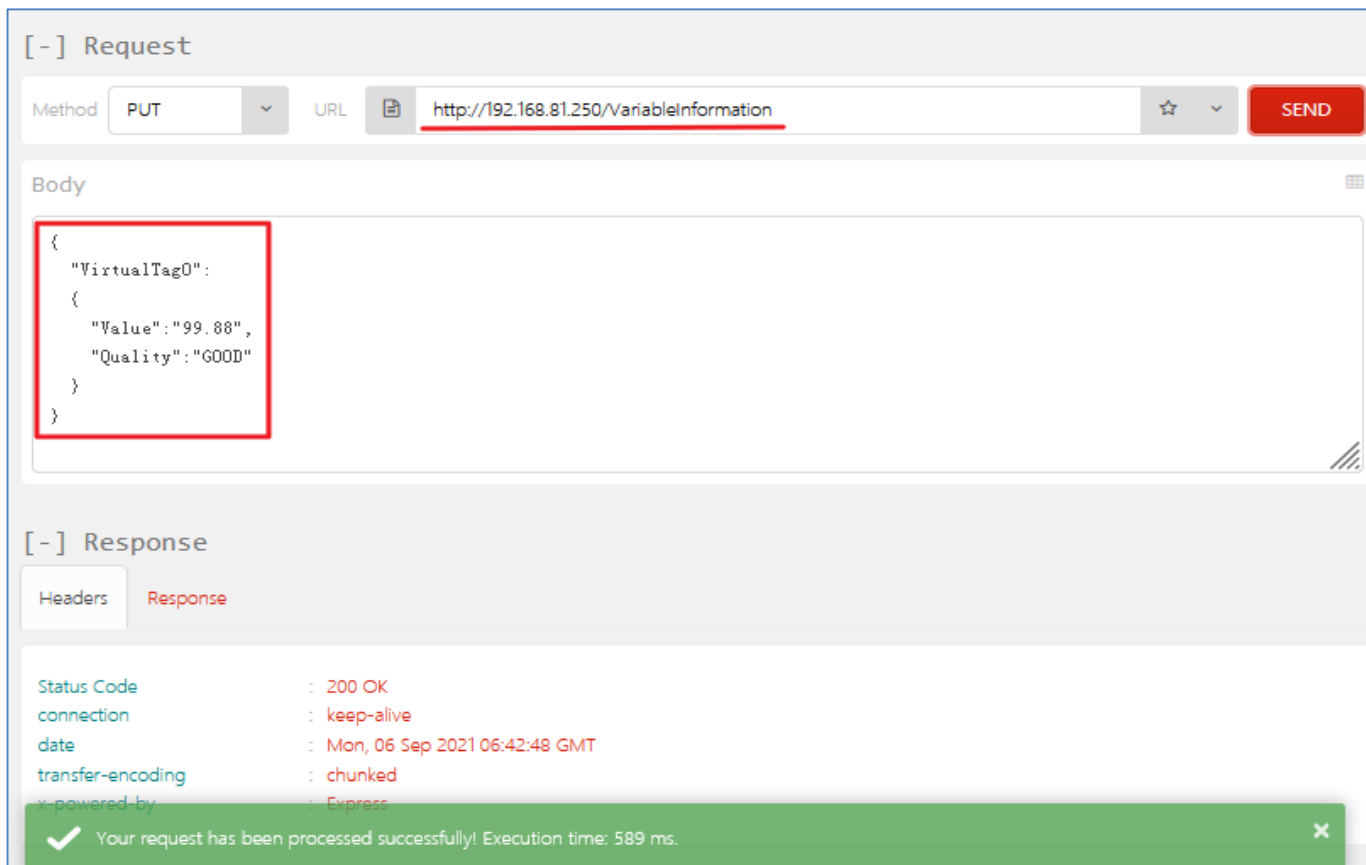 [-] Request
Method PUT URL http://192.168.81.250/VariableInformation SEND
Body
{
"VirtualTag0":
{
"Value":"99.88",
"Quality":"GOOD"
}
}
[-] Response
Headers Response
Status Code : 200 OK
connection : keep-alive
date : Mon, 06 Sep 2021 06:42:48 GMT
transfer-encoding : chunked
x-powered-by : Express
Your request has been processed successfully! Execution time: 589 ms.